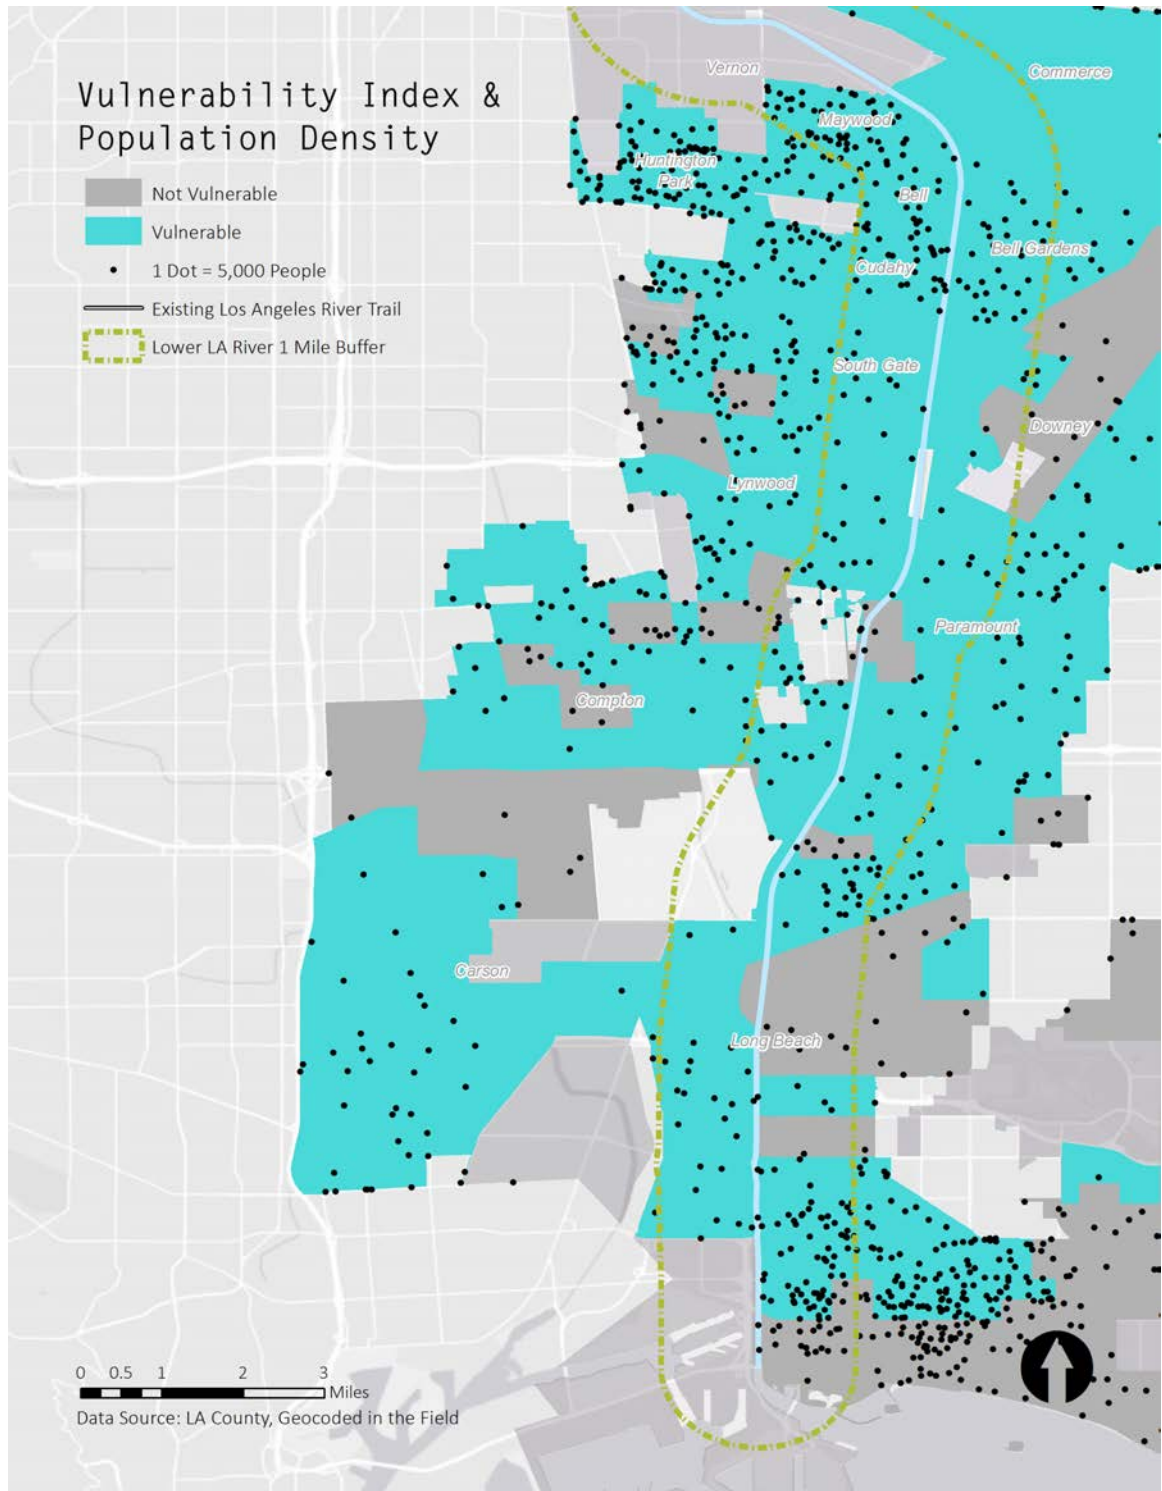 Vulnerability Index &
Population Density
Not Vulnerable
Vulnerable
1 Dot = 5,000 People
Existing Los Angeles River Trail
Lower LA River 1 Mile Buffer
Vernon
Commerce
Maywood
Huntington
Park
Bell
Bell Gardens
Cudahy
South Gate
Downey
Lynwood
Paramount
Compton
Carson
Long Beach
0 0.5 1 2 3
Miles
Data Source: LA County, Geocoded in the Field